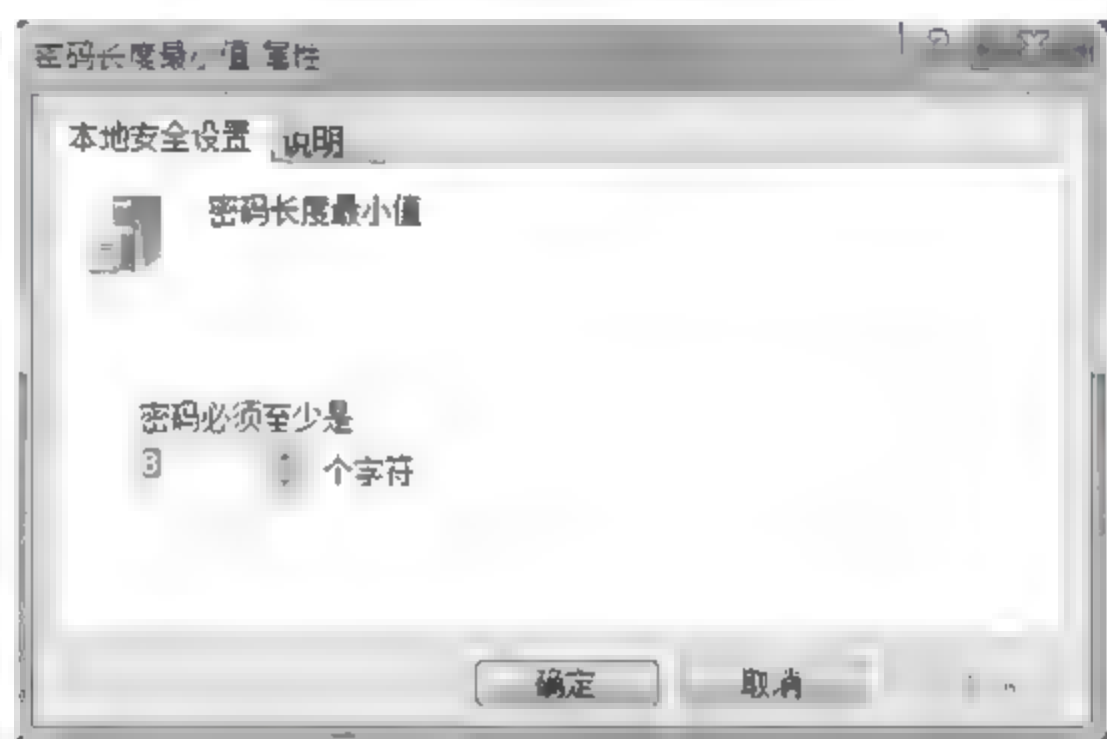 密码长度最小值 属性
本地安全设置 说明
密码长度最小值
密码必须至少是
个字符
确定 取消